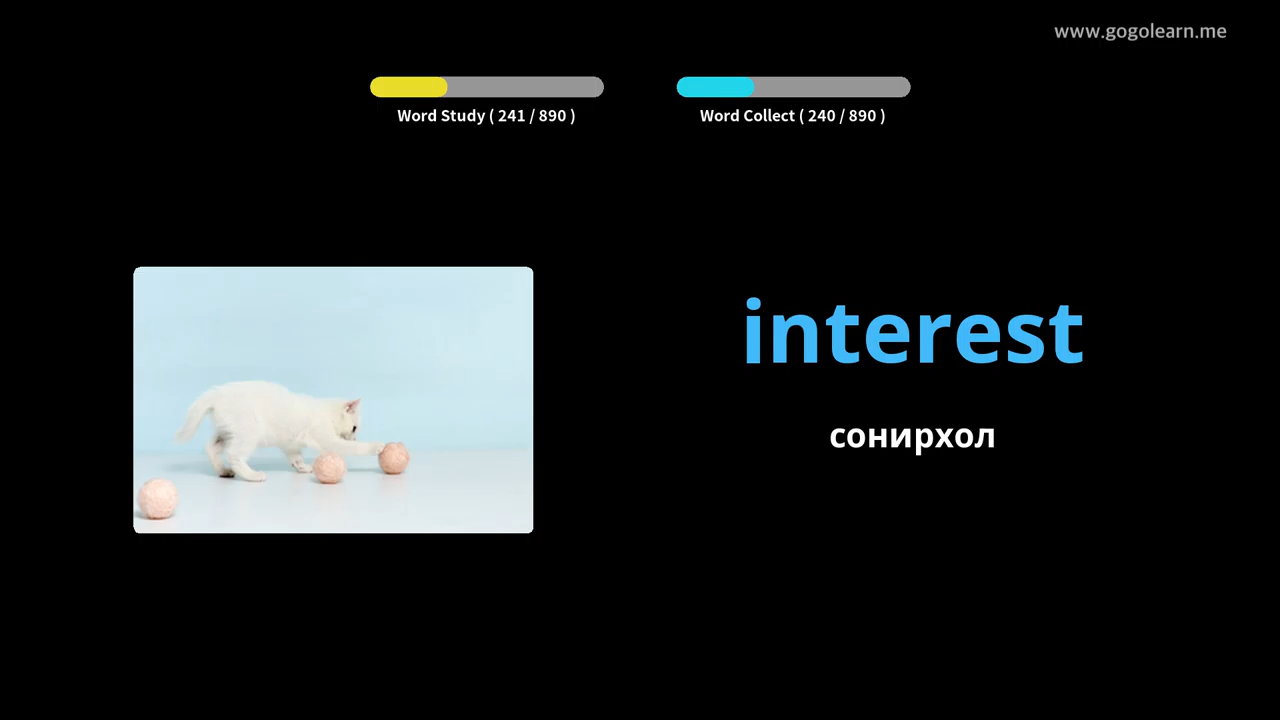 www.gogolearn.me
Word Study ( 241 / 890 )
Word Collect ( 240 / 890 )
interest
сонирхол